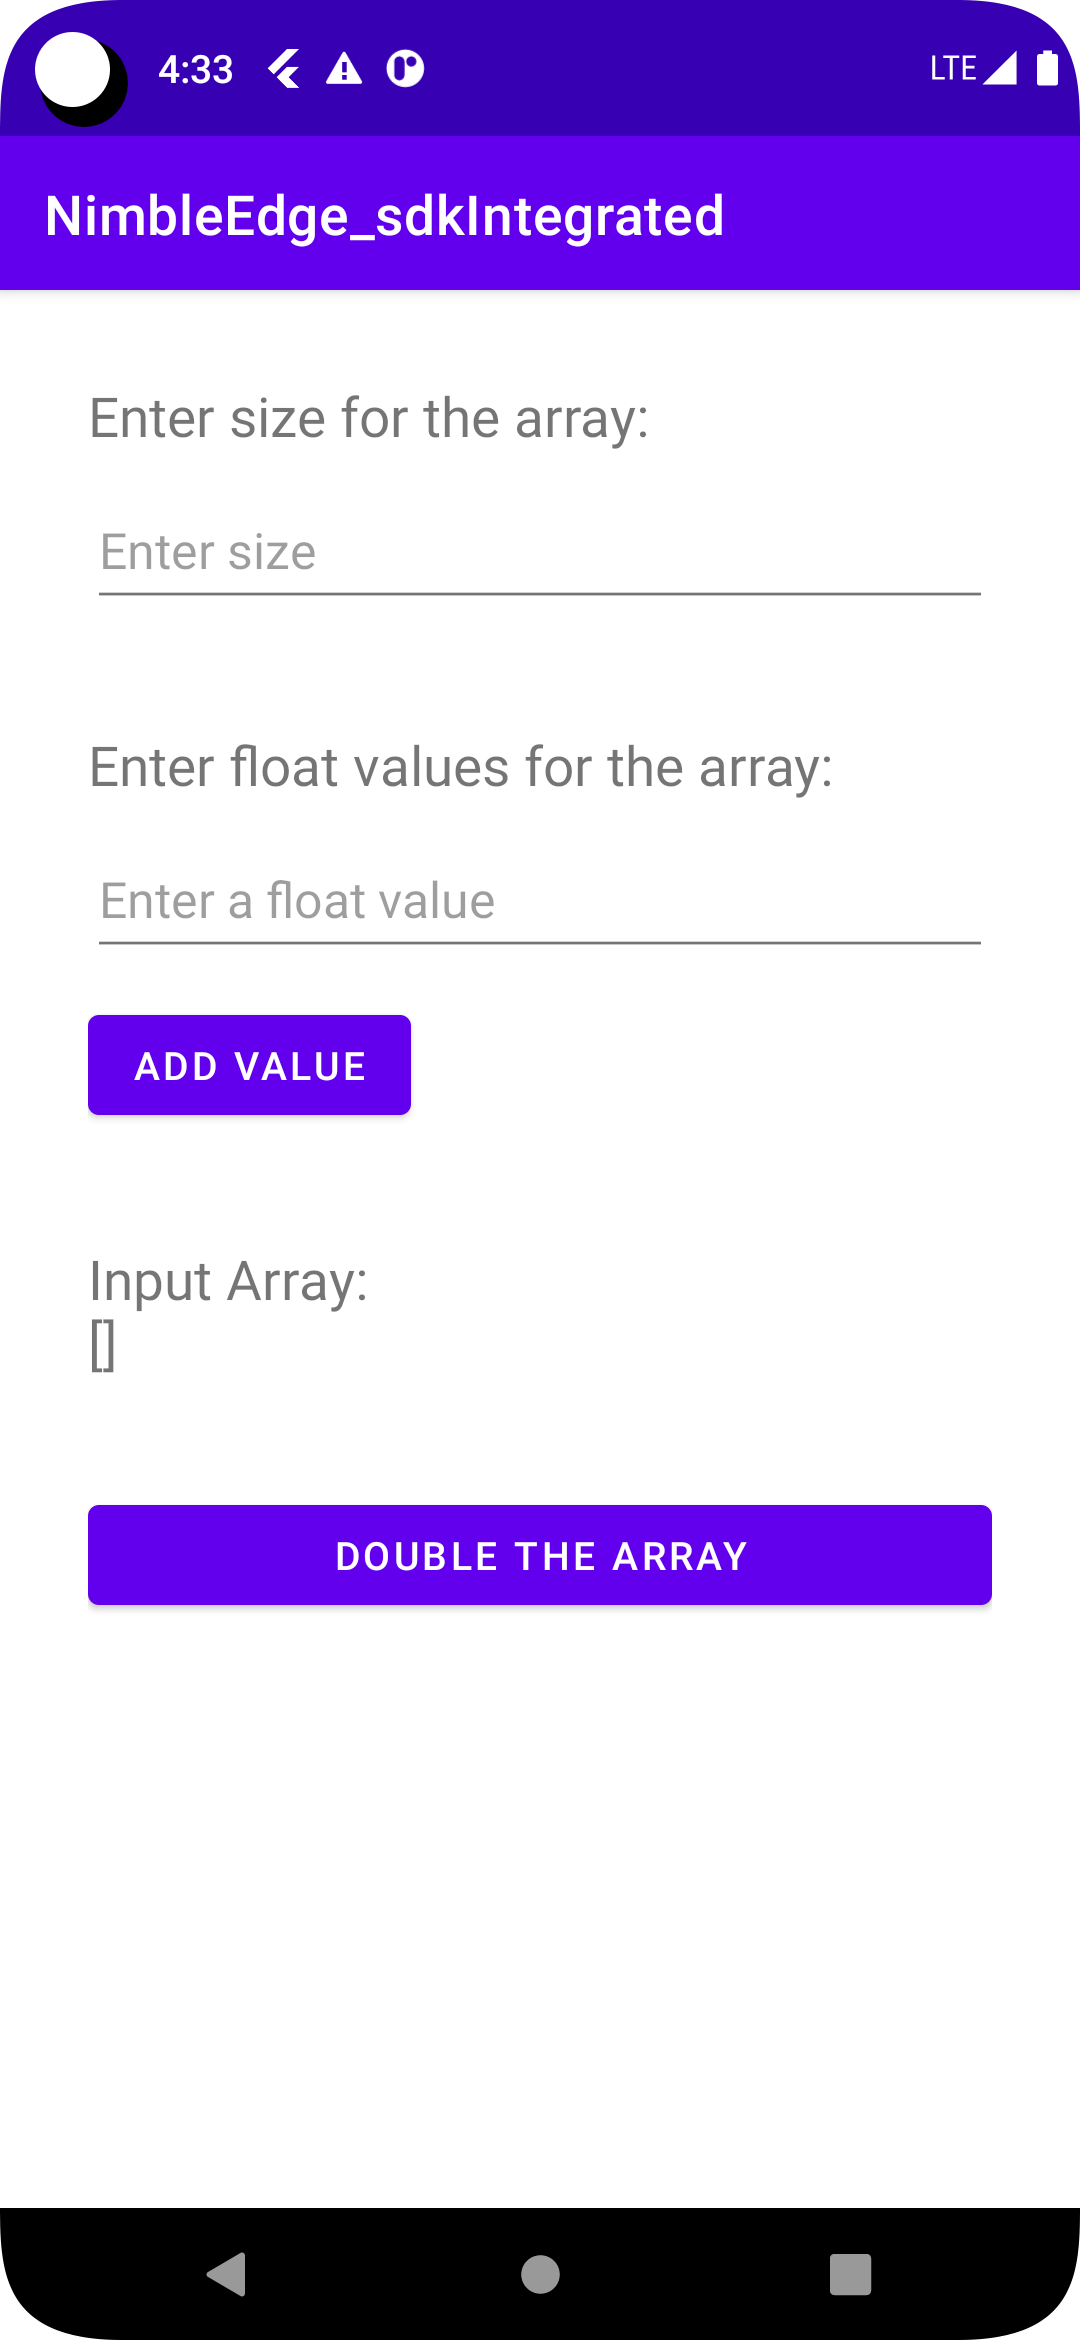 4:33
LTE
NimbleEdge_sdkIntegrated
Enter size for the array:
Enter size
Enter float values for the array:
Enter a float value
ADD VALUE
Input Array:
[]
DOUBLE THE ARRAY